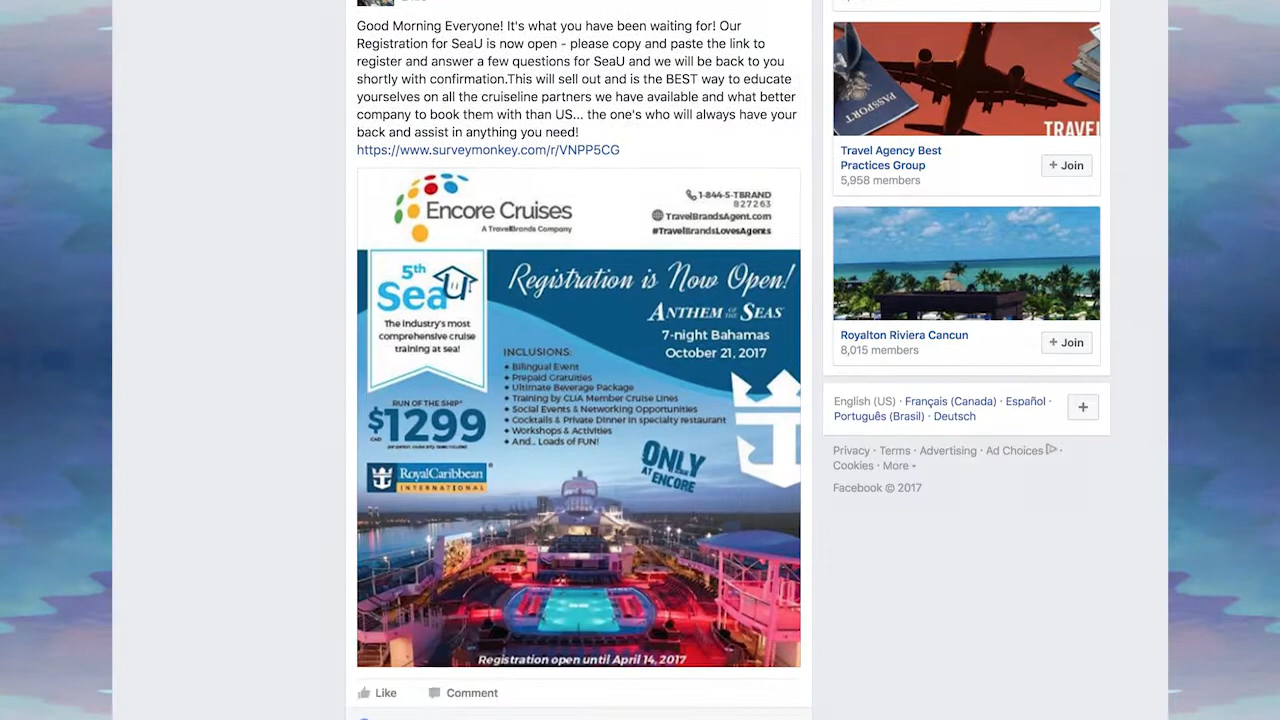 Good Morning Everyone! It's what you have been waiting for! Our
Registration for SeaU is now open - please copy and paste the link to
register and answer a few questions for SeaU and we will be back to you
shortly with confirmation.This will sell out and is the BEST way to educate
yourselves on all the cruiseline partners we have available and what better
company to book them with than US... the one's who will always have your
back and assist in anything you need!
https://www.surveymonkey.com/r/VNPP5CG
Encore Cruises
A TravelBrands Company
1-844-5-TBRAND
827263
TravelBrandsAgent.com
#TravelBrandsLovesAgents
5th
SeaU
The industry's most
comprehensive cruise
training at sea!
Registration is Now Open!
ANTHEM OF THE SEAS
7-night Bahamas
October 21, 2017
INCLUSIONS:
• Bilingual Event
• Prepaid Gratuities
• Ultimate Beverage Package
• Training by CLIA Member Cruise Lines
• Social Events & Networking Opportunities
• Cocktails & Private Dinner in specialty restaurant
• Workshops & Activities
• And... Loads of FUN!
RUN OF THE SHIP*
$1299
CAD
RoyalCaribbean®
INTERNATIONAL
ONLY
AT ENCORE
Registration open until April 14, 2017
Like
Comment
PASSPORT
TRAVEL
Travel Agency Best
Practices Group
5,958 members
+ Join
Royalton Riviera Cancun
8,015 members
+ Join
English (US) · Français (Canada) · Español ·
Português (Brasil) · Deutsch
+
Privacy · Terms · Advertising · Ad Choices ·
Cookies · More
Facebook © 2017